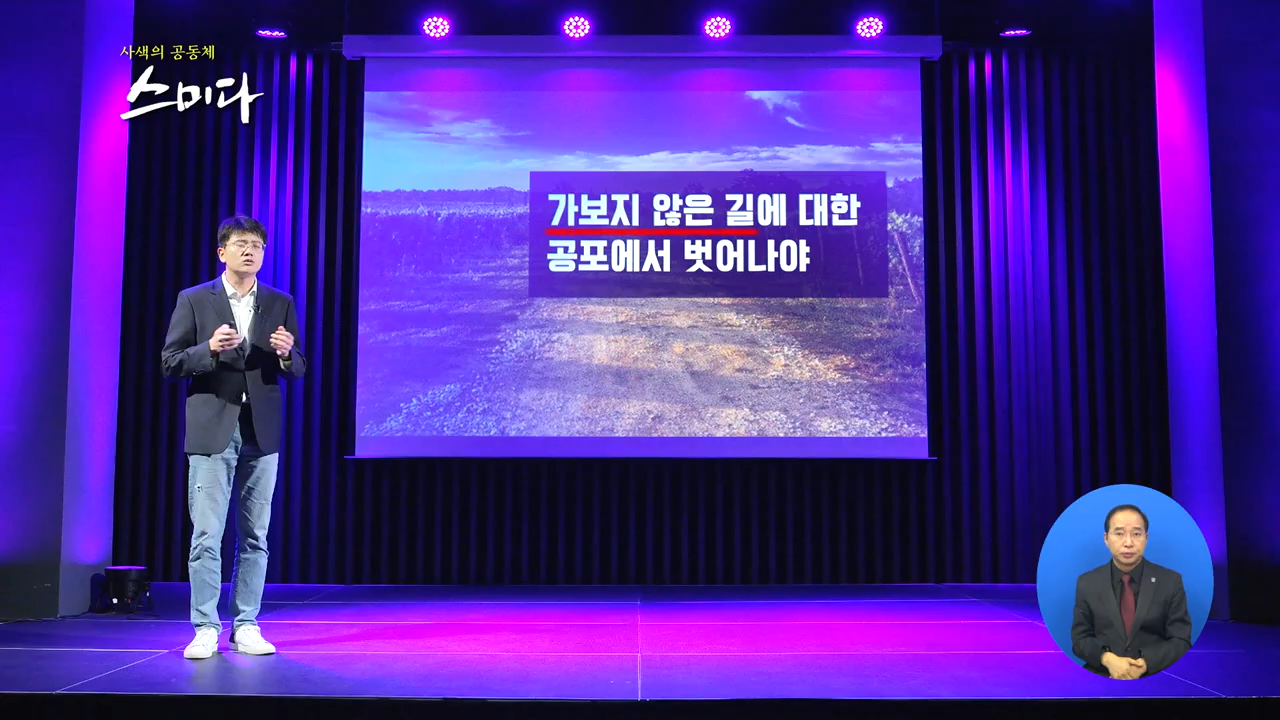 사색의 공동체
스미다
가보지 않은 길에 대한
공포에서 벗어나야